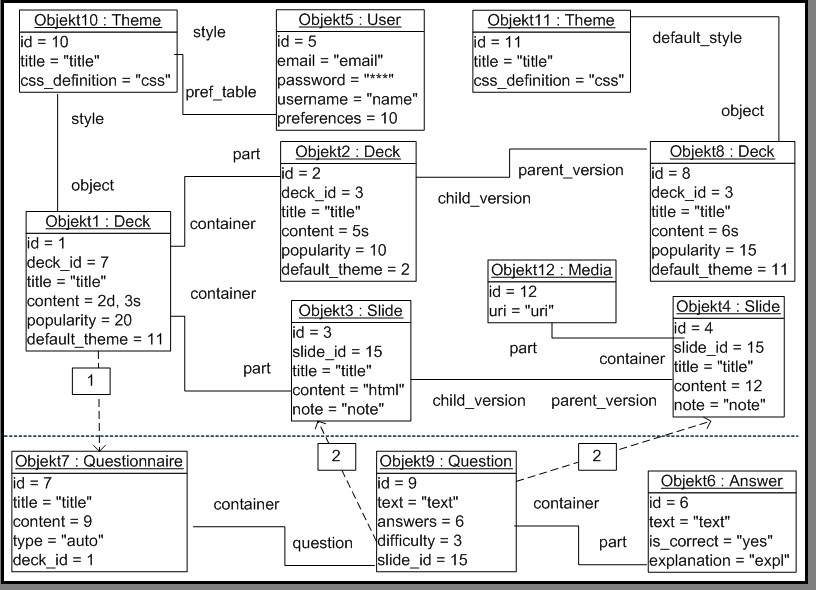 Objekt10 : Theme
id = 10
title = "title"
css_definition = "css"
style
pref_table
Objekt5 : User
id = 5
email = "email"
password = "***"
username = "name"
preferences = 10
Objekt11 : Theme
id = 11
title = "title"
css_definition = "css"
default_style
object
style
object
part
container
Objekt2 : Deck
id = 2
deck_id = 3
title = "title"
content = 5s
popularity = 10
default_theme = 2
parent_version
child_version
Objekt8 : Deck
id = 8
deck_id = 3
title = "title"
content = 6s
popularity = 15
default_theme = 11
Objekt1 : Deck
id = 1
deck_id = 7
title = "title"
content = 2d, 3s
popularity = 20
default_theme = 11
container
part
Objekt12 : Media
id = 12
uri = "uri"
part
container
Objekt3 : Slide
id = 3
slide_id = 15
title = "title"
content = "html"
note = "note"
child_version
parent_version
Objekt4 : Slide
id = 4
slide_id = 15
title = "title"
content = 12
note = "note"
1
2
2
Objekt7 : Questionnaire
id = 7
title = "title"
content = 9
type = "auto"
deck_id = 1
container
question
Objekt9 : Question
id = 9
text = "text"
answers = 6
difficulty = 3
slide_id = 15
container
part
Objekt6 : Answer
id = 6
text = "text"
is_correct = "yes"
explanation = "expl"